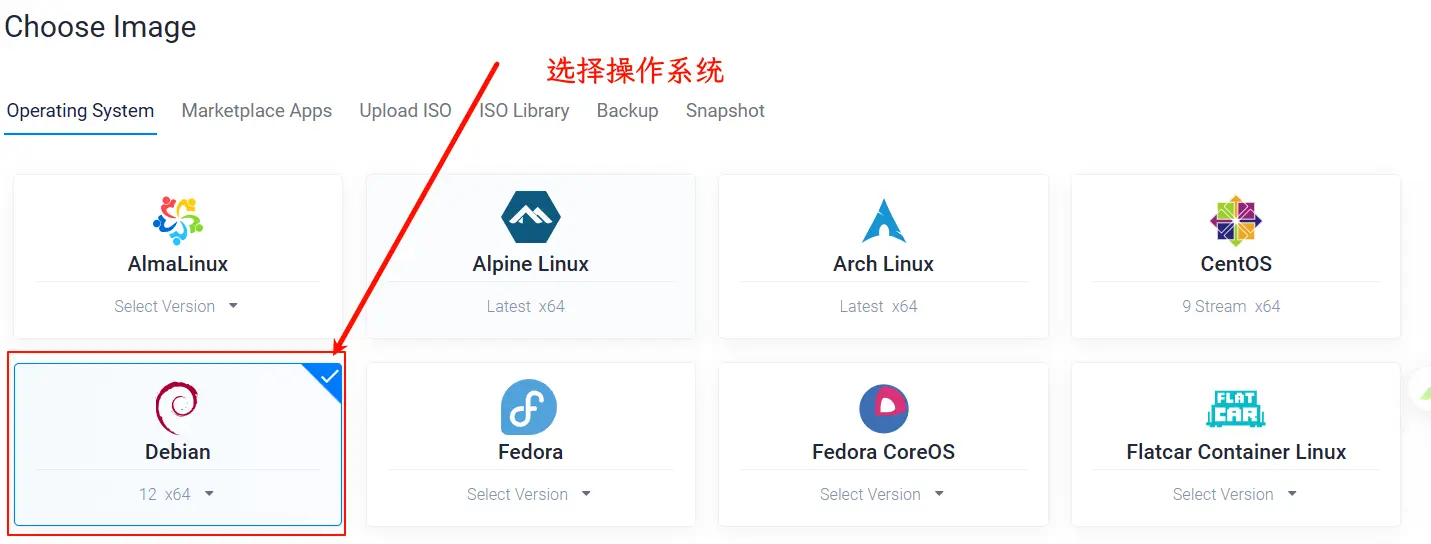 Choose Image
选择操作系统
Operating System Marketplace Apps Upload ISO ISO Library Backup Snapshot
AlmaLinux
Select Version
Alpine Linux
Latest x64
Arch Linux
Latest x64
CentOS
9 Stream x64
Debian
12 x64
Fedora
Select Version
Fedora CoreOS
Select Version
FLAT
CAR
Flatcar Container Linux
Select Version